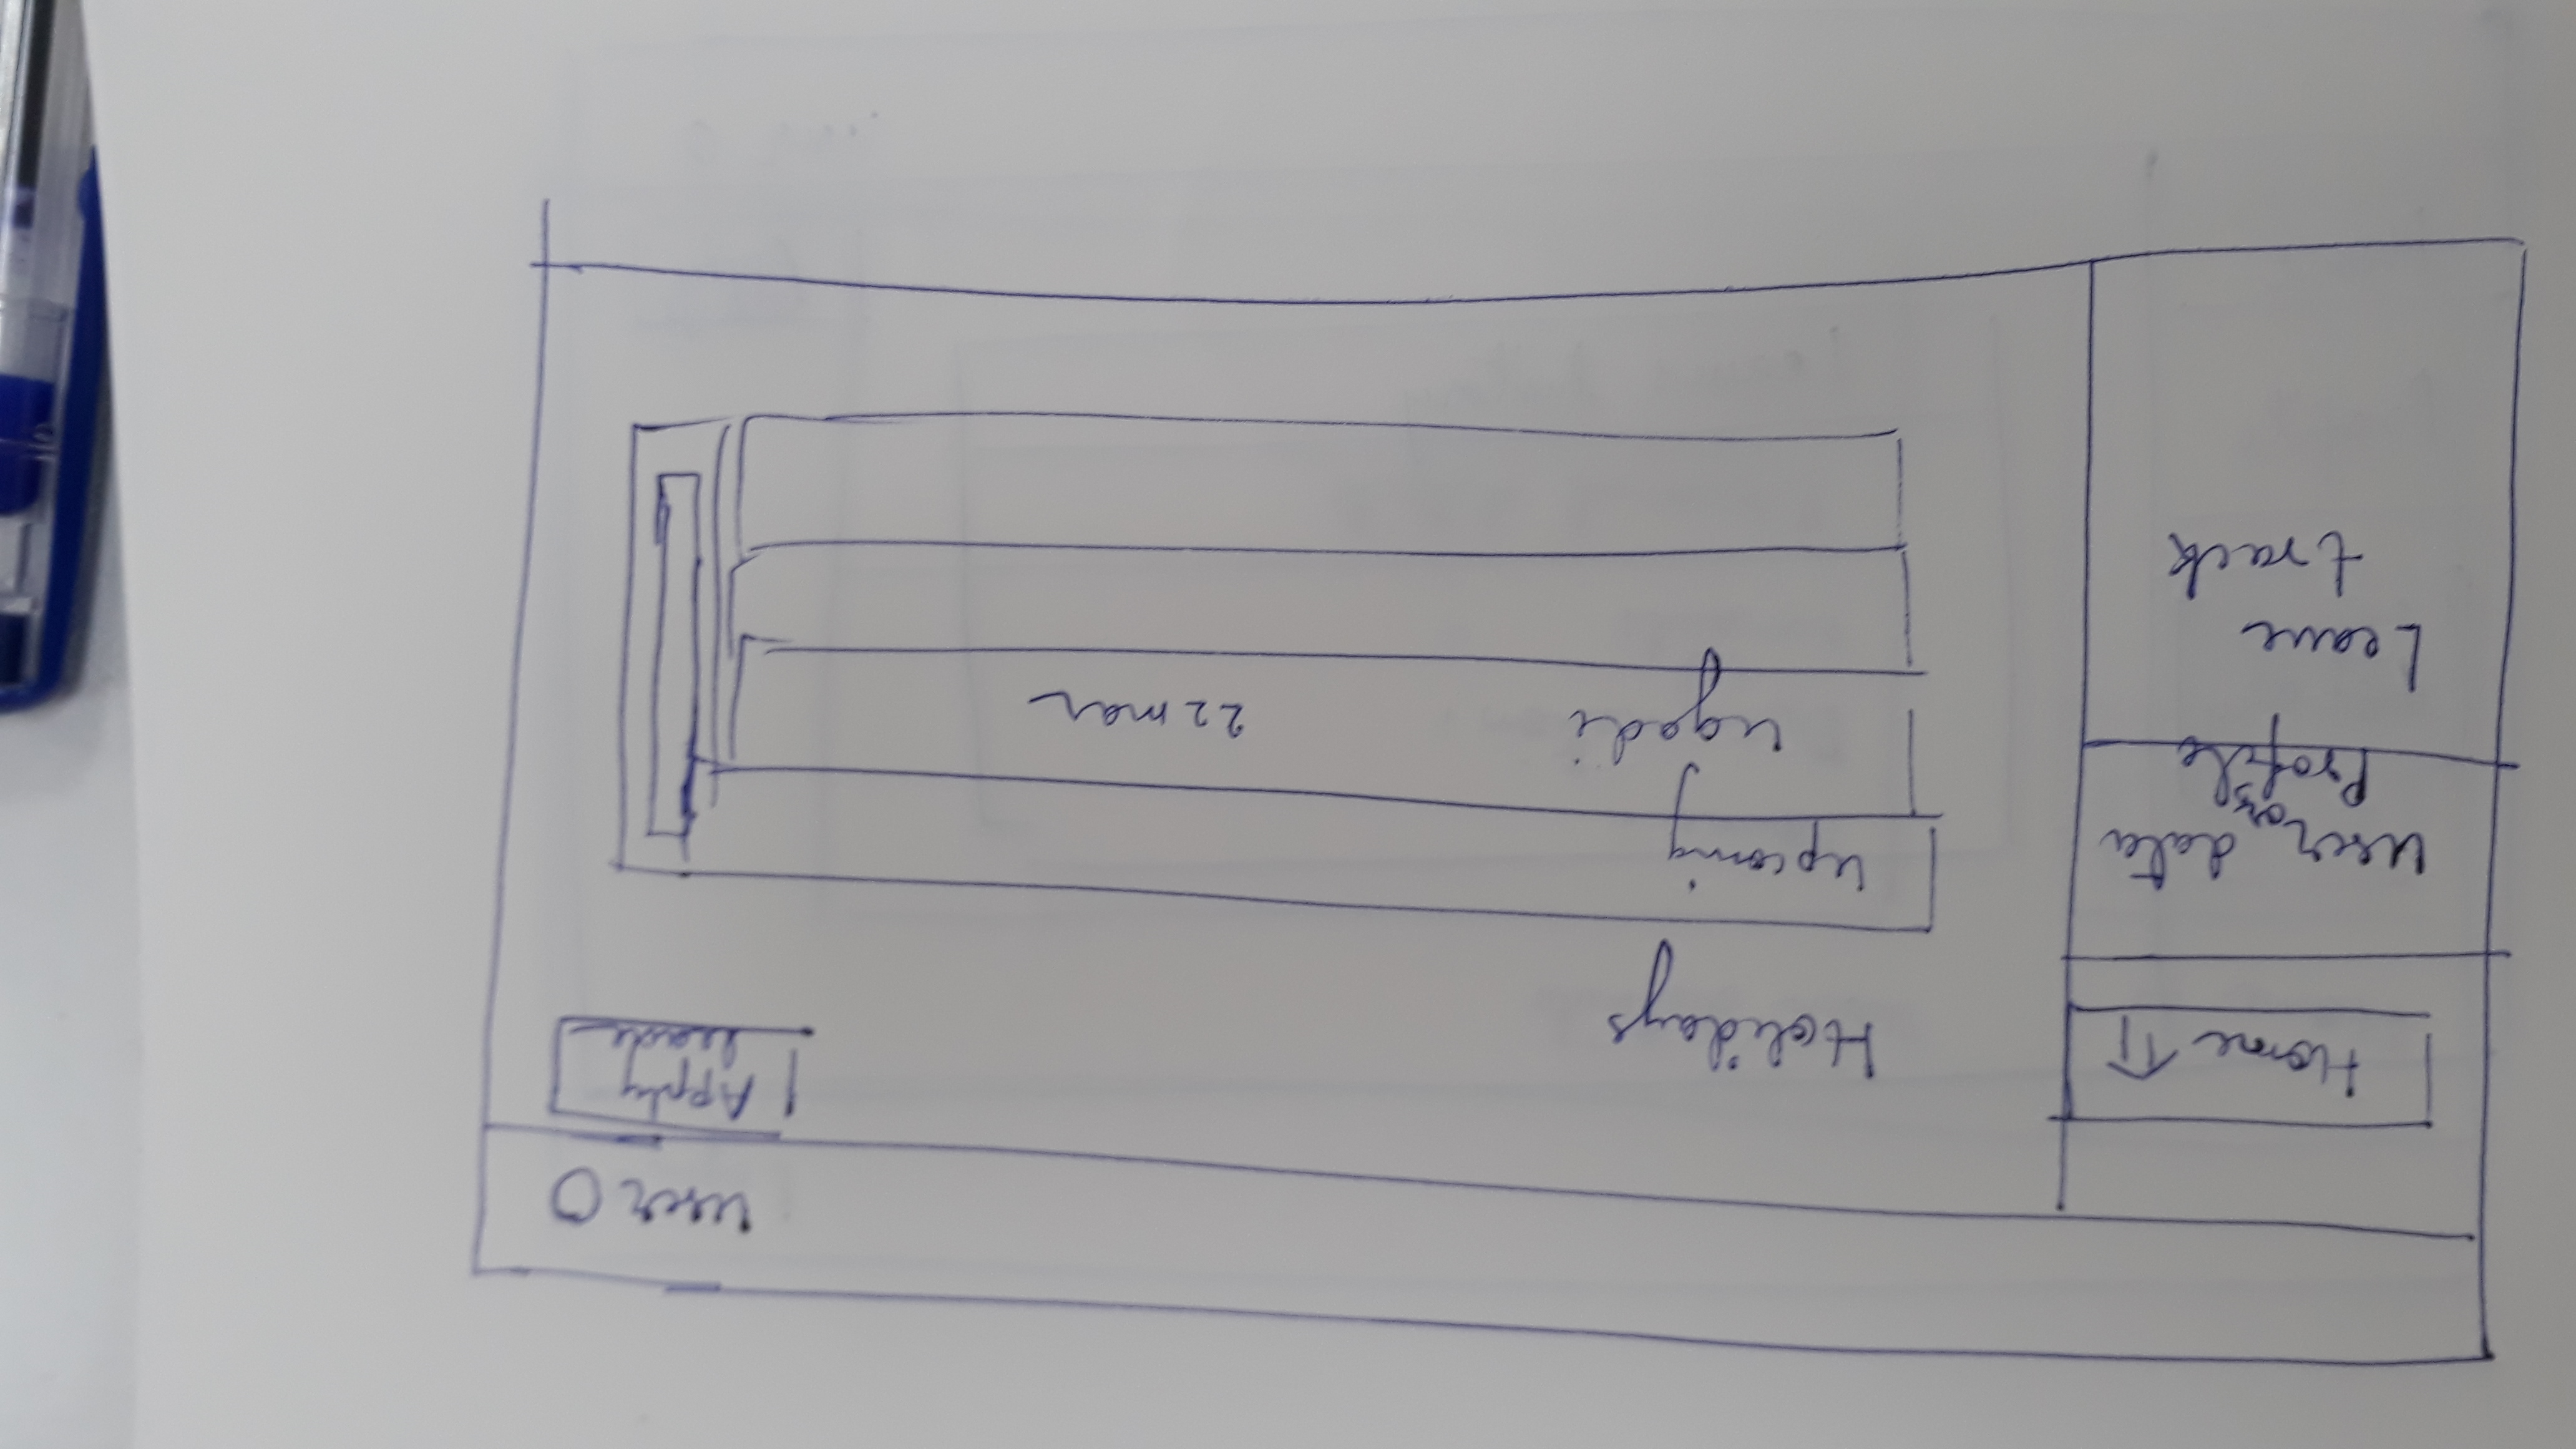 User
Apply
leave
Home
Holidays
User data
or
Profile
Upcoming
Ugadi 22 mar
Leave
track